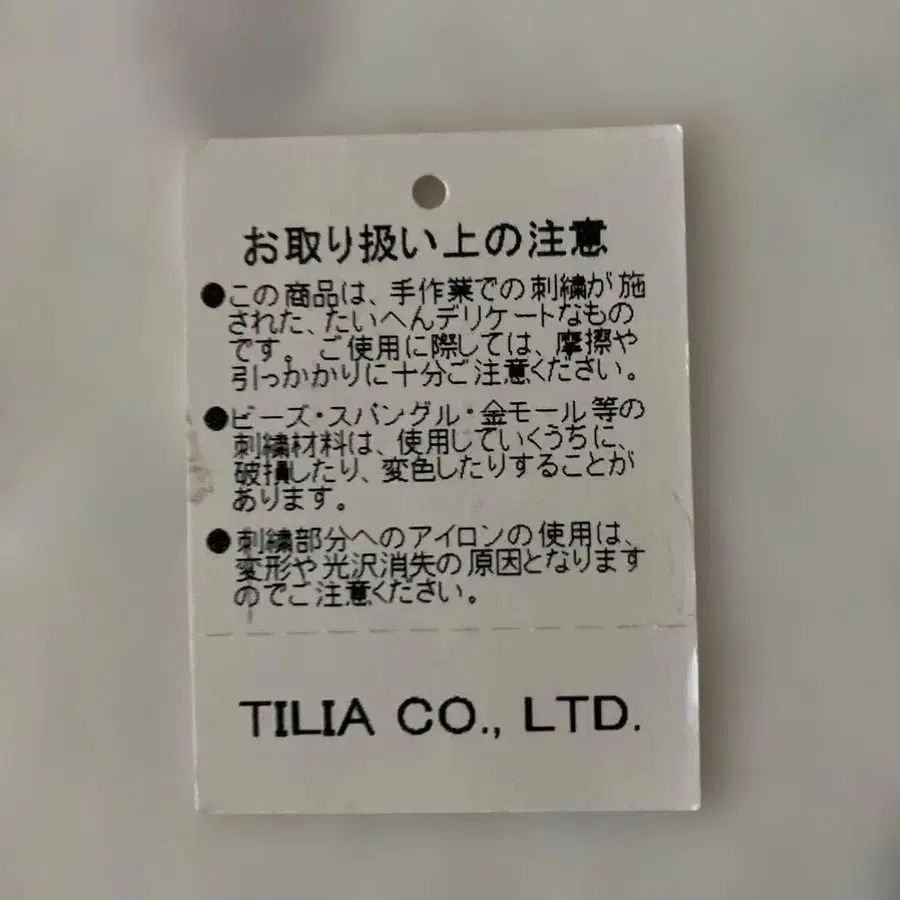 お取り扱い上の注意
●この商品は、手作業での刺繍が施
された、たいへんデリケートなもの
です。ご使用に際しては、摩擦や
引っかかりに十分ご注意ください。
●ビーズ・スパングル・金モール等の
刺繍材料は、使用していくうちに、
破損したり、変色したりすることが
あります。
●刺繍部分へのアイロンの使用は、
変形や光沢消失の原因となります
のでご注意ください。
TILIA CO., LTD.